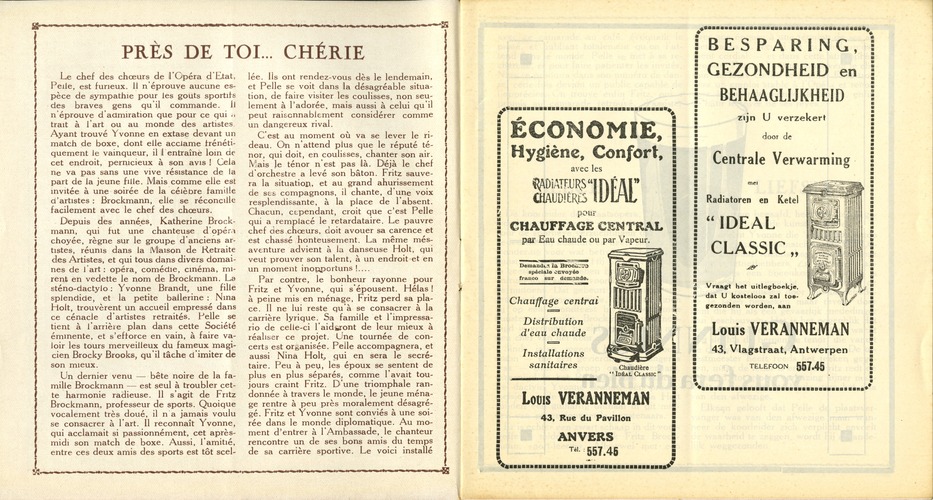 PRÈS DE TOI... CHÉRIE
Le chef des chœurs de l'Opéra d'Etat,
Pelle, est furieux. Il n'éprouve aucune es-
pèce de sympathie pour les gouts sportifs
des braves gens qu'il commande. Il
n'éprouve d'admiration que pour ce qui a
trait à l'art ou au monde des artistes.
Ayant trouvé Yvonne en extase devant un
match de boxe, dont elle acclame frénéti-
quement le vainqueur, il l'entraîne loin de
cet endroit, pernicieux à son avis ! Cela
ne va pas sans une vive résistance de la
part de la jeune fille. Mais comme elle est
invitée à une soirée de la célèbre famille
d'artistes : Brockmann, elle se réconcile
facilement avec le chef des chœurs.
Depuis des années, Katherine Brock-
mann, qui fut une chanteuse d'opéra
choyée, règne sur le groupe d'anciens ar-
tistes, réunis dans la Maison de Retraite
des Artistes, et qui tous dans divers domai-
nes de l'art : opéra, comédie, cinéma, mi-
rent en vedette le nom de Brockmann. La
sténo-dactylo : Yvonne Brandt, une fille
splendide, et la petite ballerine : Nina
Holt, trouvèrent un accueil empressé dans
ce cénacle d'artistes retraités. Pelle se
tient à l'arrière plan dans cette Société
éminente, et s'efforce en vain, à faire va-
loir les tours merveilleux du fameux magi-
cien Brocky Brooks, qu'il tâche d'imiter de
son mieux.
Un dernier venu — bête noire de la fa-
mille Brockmann — est seul à troubler cet-
te harmonie radieuse. Il s'agit de Fritz
Brockmann, professeur de sports. Quoique
vocalement très doué, il n a jamais voulu
se consacrer à l'art. Il reconnaît Yvonne,
qui acclamait si passionnément, cet après-
midi son match de boxe. Aussi, l'amitié,
entre ces deux amis des sports est tôt scel-
lée. Ils ont rendez-vous dès le lendemain,
et Pelle se voit dans la désagréable situa-
tion, de faire visiter les coulisses, non seu-
lement à l'adorée, mais aussi à celui qu'il
peut raisonnablement considérer comme
un dangereux rival.
C'est au moment où va se lever le ri-
deau. On n'attend plus que le réputé té-
nor, qui doit, en coulisses, chanter son air.
Mais le ténor n'est pas là. Déjà le chef
d'orchestre a levé son bâton. Fritz sauve-
ra la situation, et au grand ahurissement
de ses compagnons, il chante, d'une voix
resplendissante, à la place de l'absent.
Chacun, cependant, croit que c'est Pelle
qui a remplacé le retardataire. Le pauvre
chef des chœurs, doit avouer sa carence et
est chassé honteusement. La même més-
aventure advient à la danseuse Holt, qui
veut prouver son talent, à un endroit et en
un moment inopportuns !....
Par contre, le bonheur rayonne pour
Fritz et Yvonne, qui s'épousent. Hélas !
à peine mis en ménage, Fritz perd sa pla-
ce. Il ne lui reste qu'à se consacrer à la
carrière lyrique. Sa famille et l'impressa-
rio de celle-ci l'aideront de leur mieux à
réaliser ce projet. Une tournée de con-
certs est organisée. Pelle accompagnera, et
aussi Nina Holt, qui en sera le secré-
taire. Peu à peu, les époux se sentent de
plus en plus séparés, comme l'avait tou-
jours craint Fritz. D'une triomphale ran-
donnée à travers le monde, le jeune ména-
ge rentre à peu près moralement désagré-
gé. Fritz et Yvonne sont conviés à une soi-
rée dans le monde diplomatique. Au mo-
ment d'entrer à l'Ambassade, le chanteur
rencontre un de ses bons amis du temps
de sa carrière sportive. Le voici installé
ÉCONOMIE,
Hygiène, Confort,
avec les
RADIATEURS "IDÉAL"
CHAUDIÈRES
pour
CHAUFFAGE CENTRAL
par Eau chaude ou par Vapeur.
Demandez la Brochure
spéciale envoyée
franco sur demande.
Chauffage central
Distribution
d'eau chaude
Installations
sanitaires
Chaudière
"IDÉAL CLASSIC"
Louis VERANNEMAN
43, Rue du Pavillon
ANVERS
Tél. : 557.45
BESPARING,
GEZONDHEID en
BEHAAGLIJKHEID
zijn U verzekert
door de
Centrale Verwarming
met
Radiatoren en Ketel
"IDEAL
CLASSIC„
Vraagt het uitlegboekje,
dat U kosteloos zal toe-
gezonden worden, aan
Louis VERANNEMAN
43, Vlagstraat, Antwerpen
TELEFOON 557.45